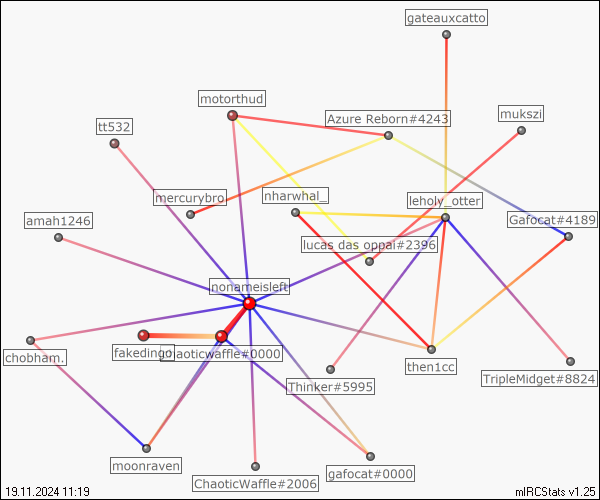 gateauxcatto
motorthud
mukszi
Azure Reborn#4243
tt532
mercurybro
nharwhal_
leholy_otter
amah1246
Gafocat#4189
lucas das oppai#2396
nonameisleft
chobham.
fakedingo
chaoticwaffle#0000
then1cc
Thinker#5995
TripleMidget#8824
moonraven
gafocat#0000
ChaoticWaffle#2006
19.11.2024 11:19
mIRCStats v1.25